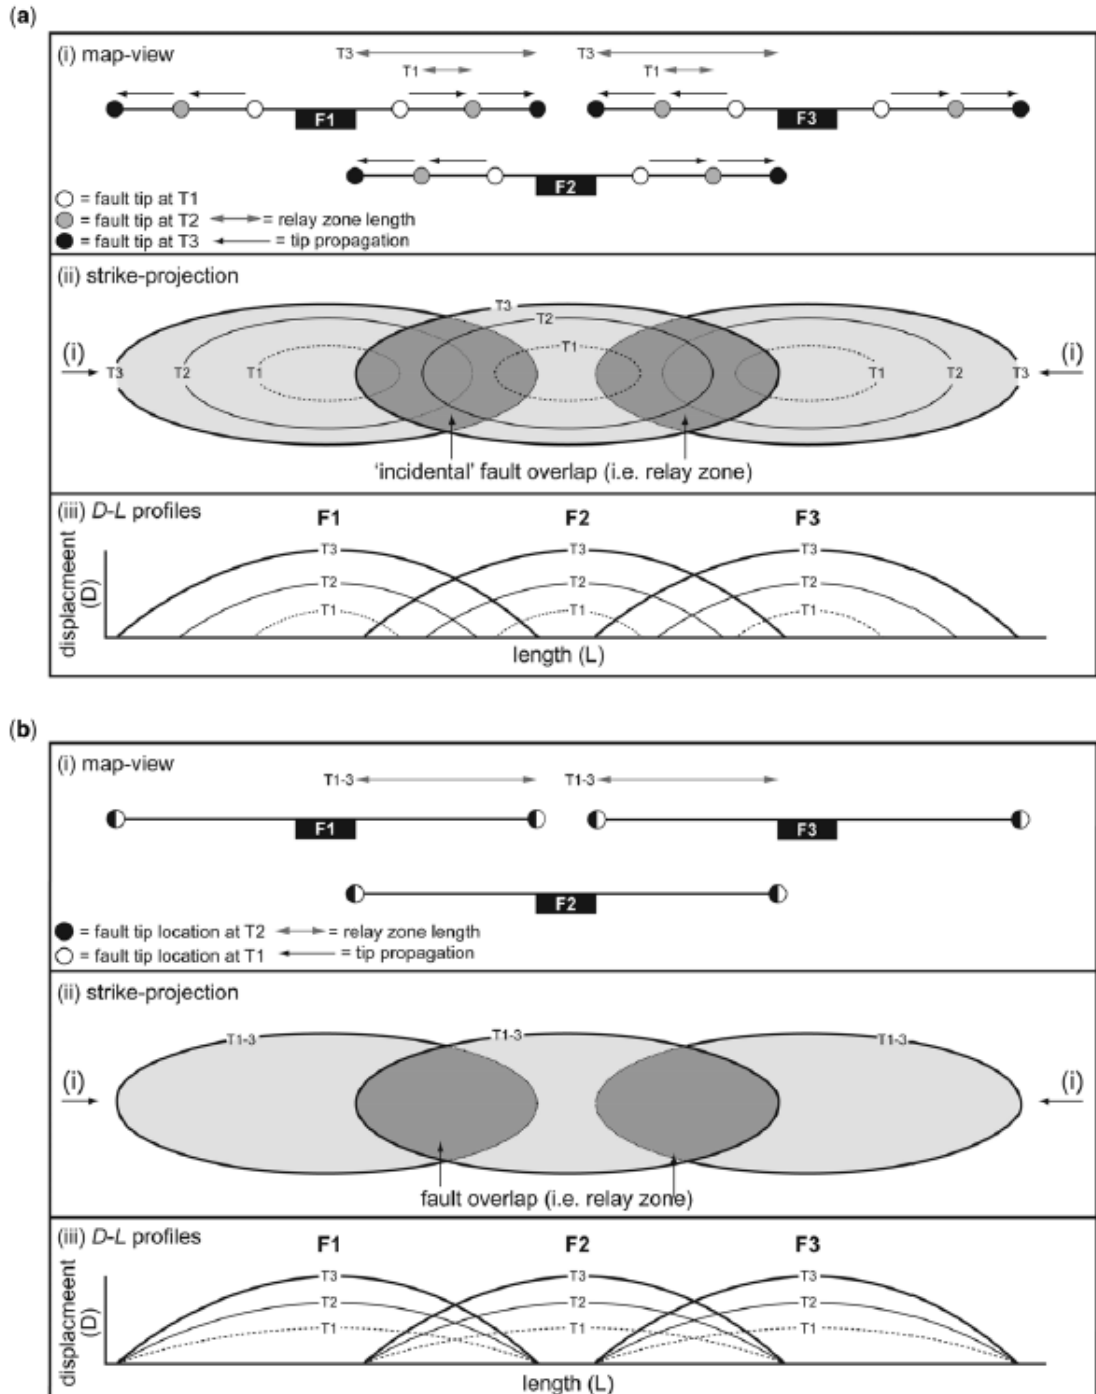 (a)
(i) map-view
T3 T3
T1 T1
F1 F3
F2
= fault tip at T1
= fault tip at T2 = relay zone length
= fault tip at T3 = tip propagation
(ii) strike-projection
T3
T2
T1
(i) T3 T2 T1 T1 T2 T3 (i)
'incidental' fault overlap (i.e. relay zone)
(iii) D-L profiles
F1 F2 F3
T3 T3 T3
T2 T2 T2
T1 T1 T1
displacmeent
(D)
length (L)
(b)
(i) map-view
T1-3 T1-3
F1 F3
F2
= fault tip location at T2 = relay zone length
= fault tip location at T1 = tip propagation
(ii) strike-projection
T1-3 T1-3 T1-3
(i) (i)
fault overlap (i.e. relay zone)
(iii) D-L profiles
F1 F2 F3
T3 T3 T3
T2 T2 T2
T1 T1 T1
displacmeent
(D)
length (L)